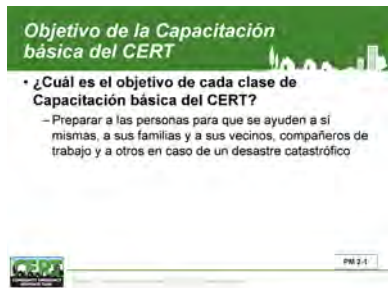 Objetivo de la Capacitación
básica del CERT
• ¿Cuál es el objetivo de cada clase de
Capacitación básica del CERT?
– Preparar a las personas para que se ayuden a sí
mismas, a sus familias y a sus vecinos, compañeros de
trabajo y a otros en caso de un desastre catastrófico
CERT
PM 2-1